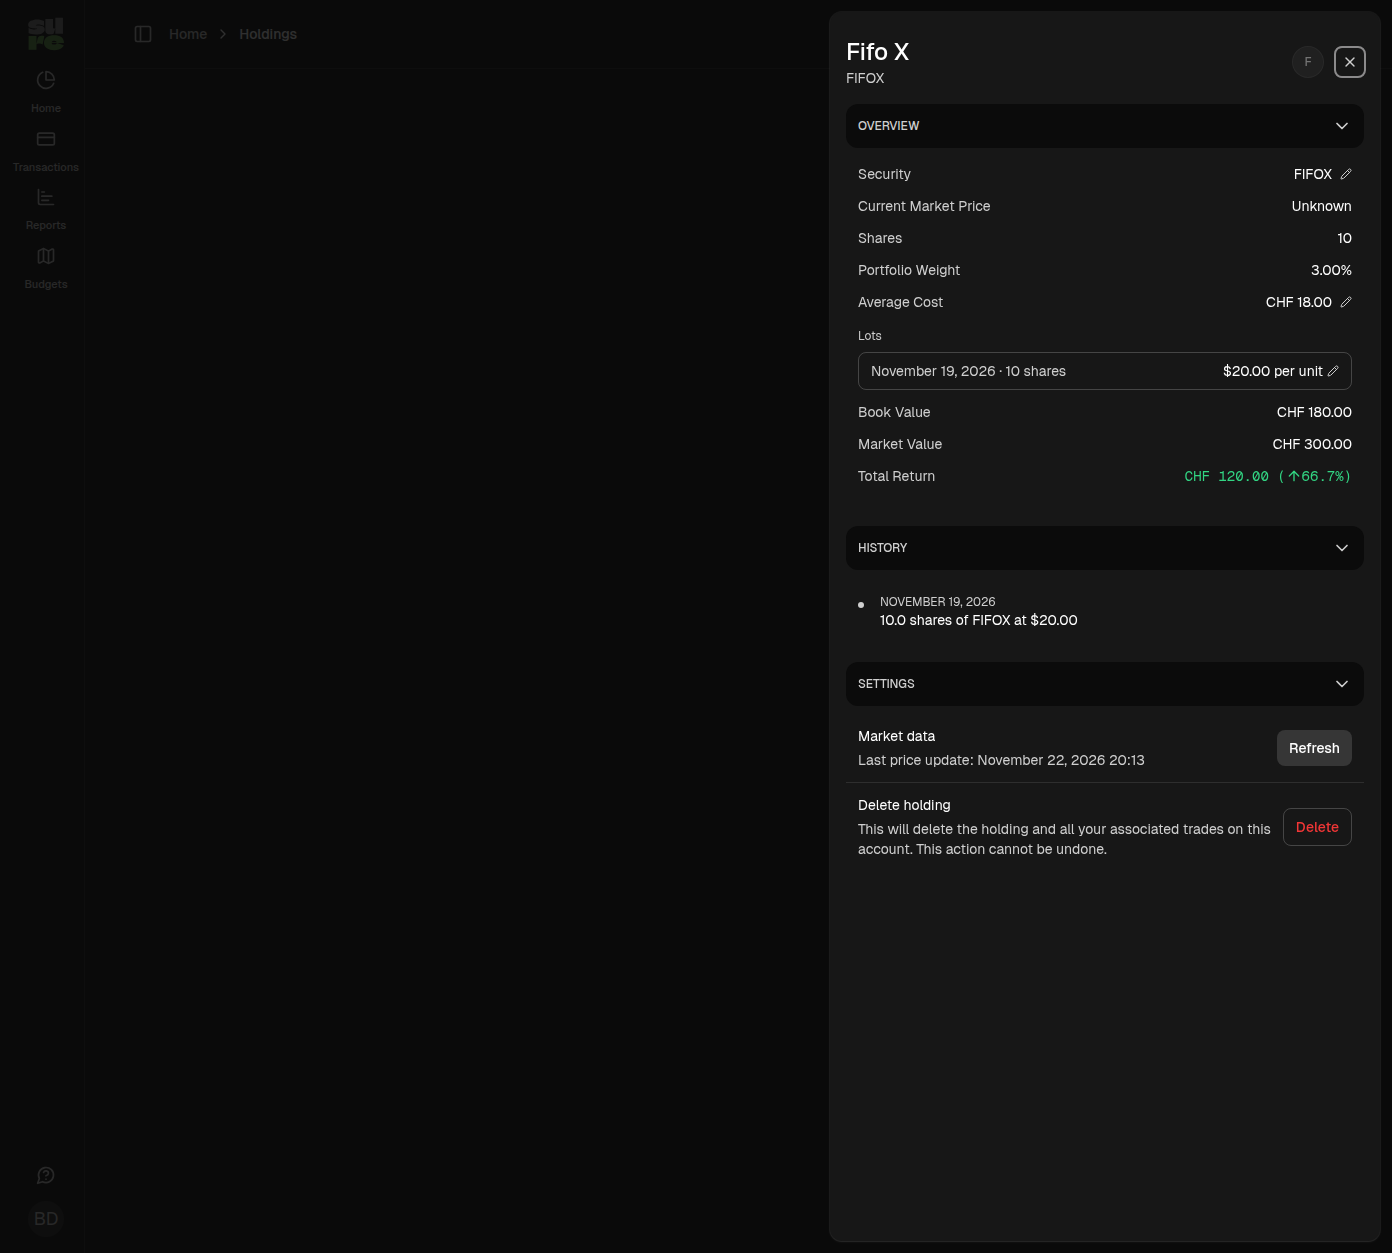 sure
Home
Transactions
Reports
Budgets
BD
Home
Holdings
Fifo X
FIFOX
F
OVERVIEW
Security FIFOX
Current Market Price Unknown
Shares 10
Portfolio Weight 3.00%
Average Cost CHF 18.00
Lots
November 19, 2026 · 10 shares $20.00 per unit
Book Value CHF 180.00
Market Value CHF 300.00
Total Return CHF 120.00 (↑66.7%)
HISTORY
NOVEMBER 19, 2026
10.0 shares of FIFOX at $20.00
SETTINGS
Market data
Last price update: November 22, 2026 20:13
Refresh
Delete holding
This will delete the holding and all your associated trades on this
account. This action cannot be undone.
Delete